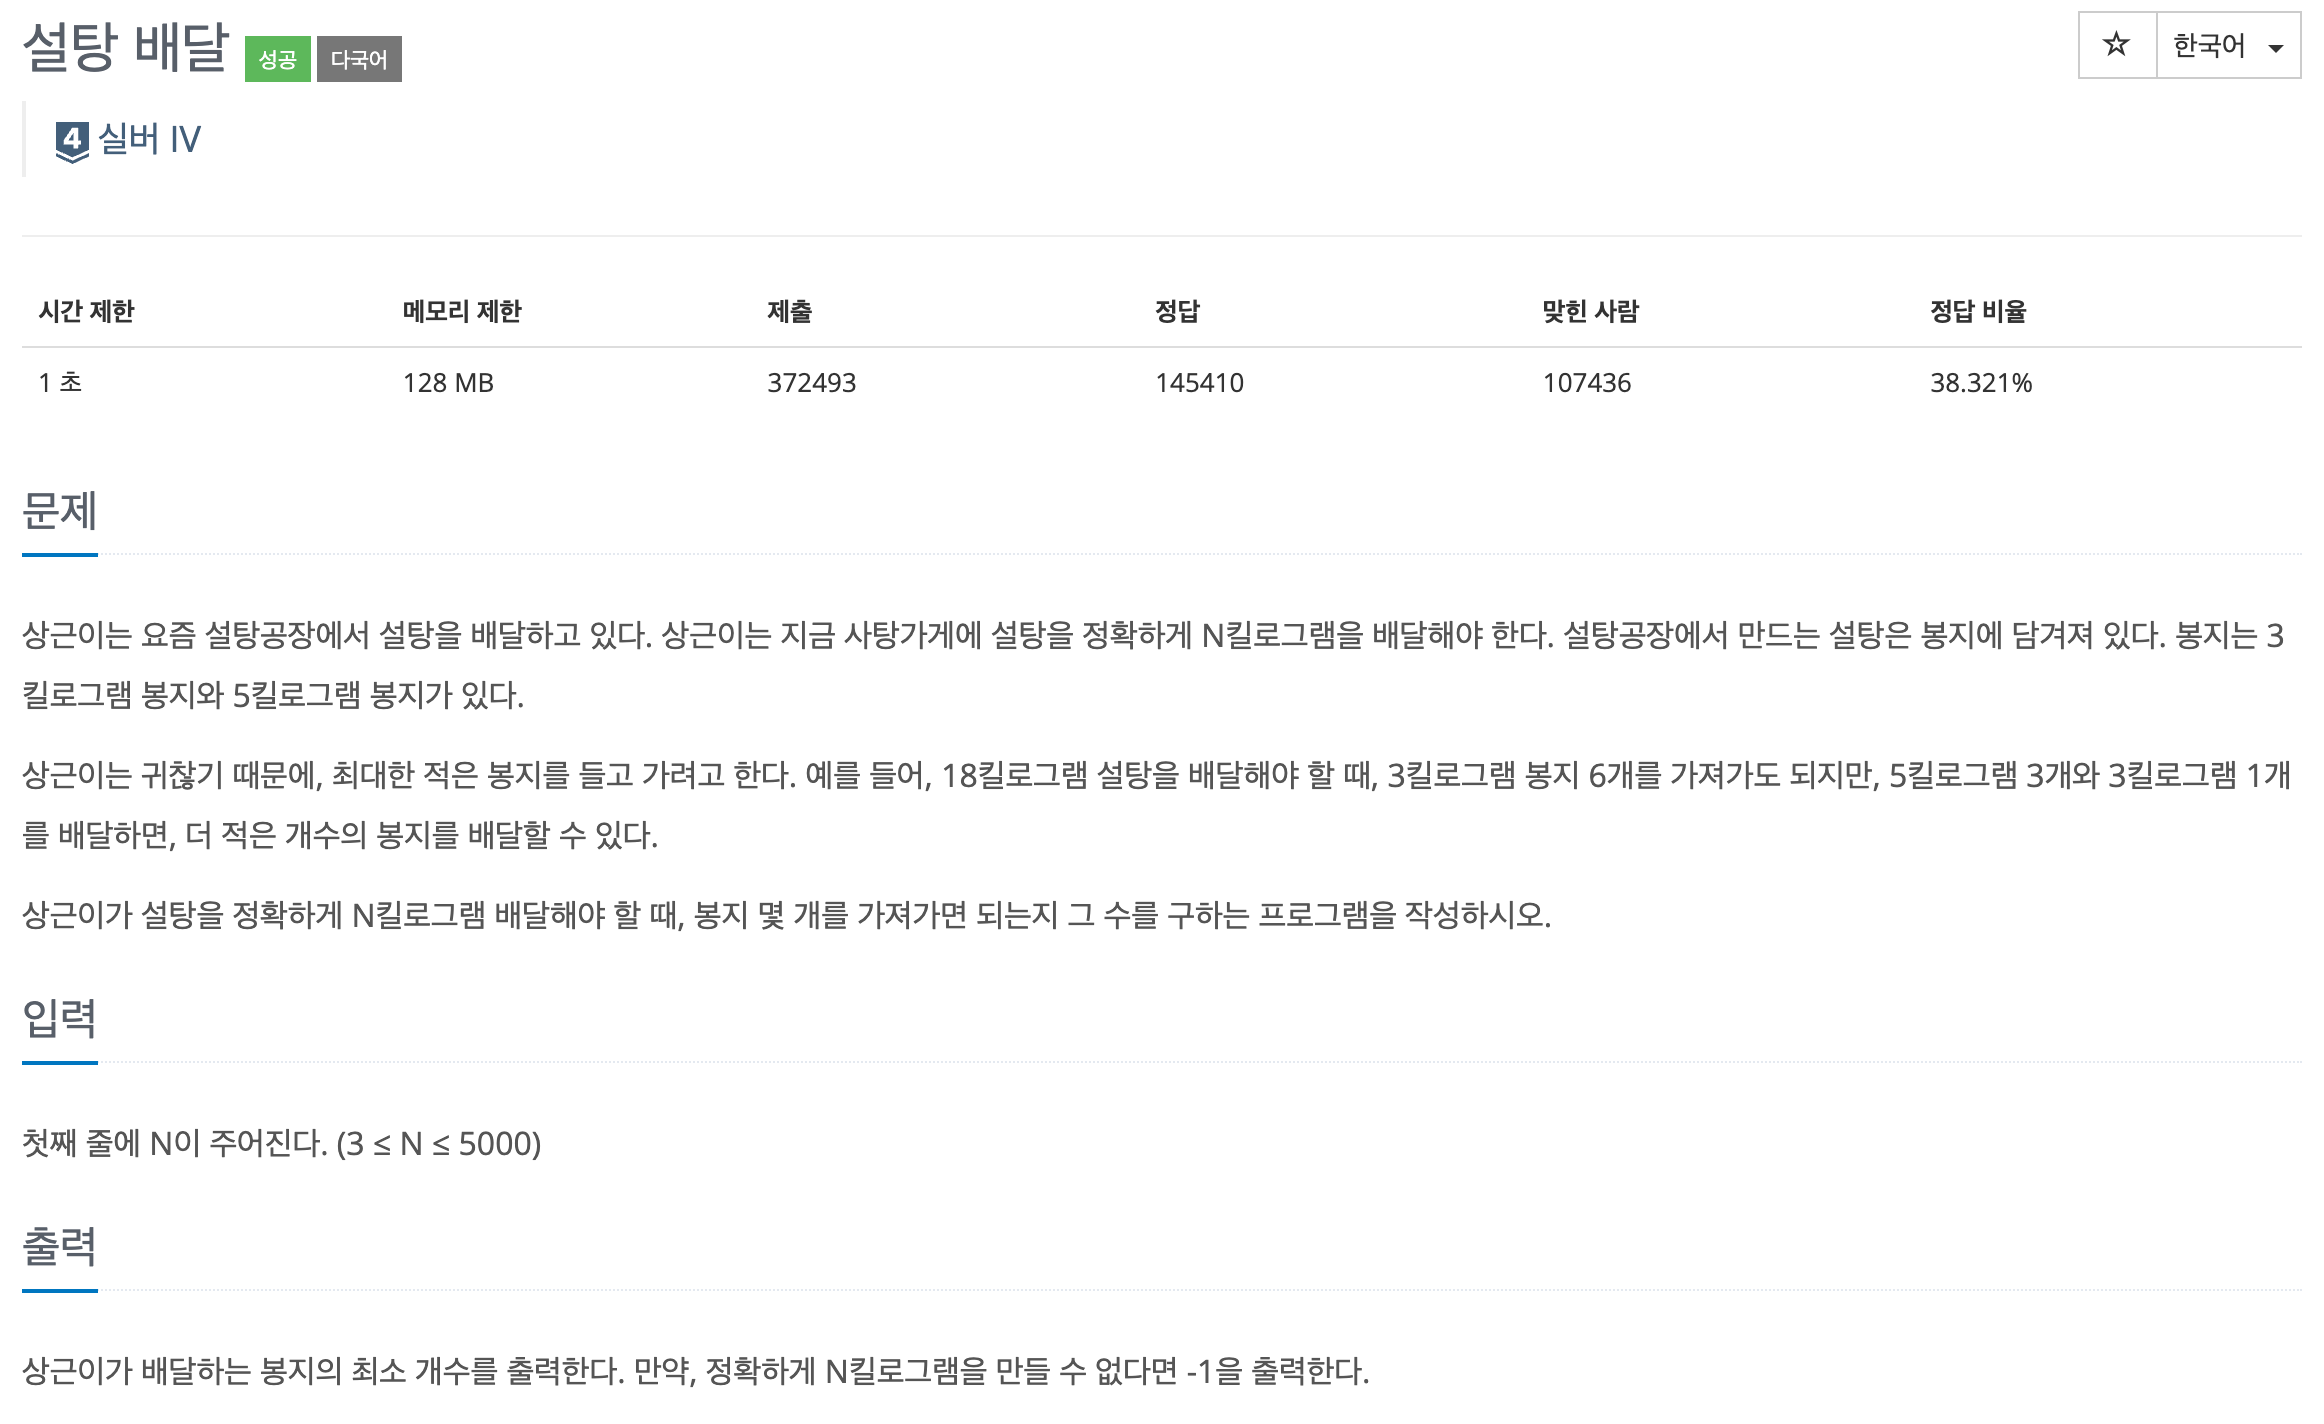 설탕 배달 성공 다국어 ☆ 한국어
4 실버 IV
시간 제한 메모리 제한 제출 정답 맞힌 사람 정답 비율
1 초 128 MB 372493 145410 107436 38.321%
문제
상근이는 요즘 설탕공장에서 설탕을 배달하고 있다. 상근이는 지금 사탕가게에 설탕을 정확하게 N킬로그램을 배달해야 한다. 설탕공장에서 만드는 설탕은 봉지에 담겨져 있다. 봉지는 3
킬로그램 봉지와 5킬로그램 봉지가 있다.
상근이는 귀찮기 때문에, 최대한 적은 봉지를 들고 가려고 한다. 예를 들어, 18킬로그램 설탕을 배달해야 할 때, 3킬로그램 봉지 6개를 가져가도 되지만, 5킬로그램 3개와 3킬로그램 1개
를 배달하면, 더 적은 개수의 봉지를 배달할 수 있다.
상근이가 설탕을 정확하게 N킬로그램 배달해야 할 때, 봉지 몇 개를 가져가면 되는지 그 수를 구하는 프로그램을 작성하시오.
입력
첫째 줄에 N이 주어진다. (3 ≤ N ≤ 5000)
출력
상근이가 배달하는 봉지의 최소 개수를 출력한다. 만약, 정확하게 N킬로그램을 만들 수 없다면 -1을 출력한다.